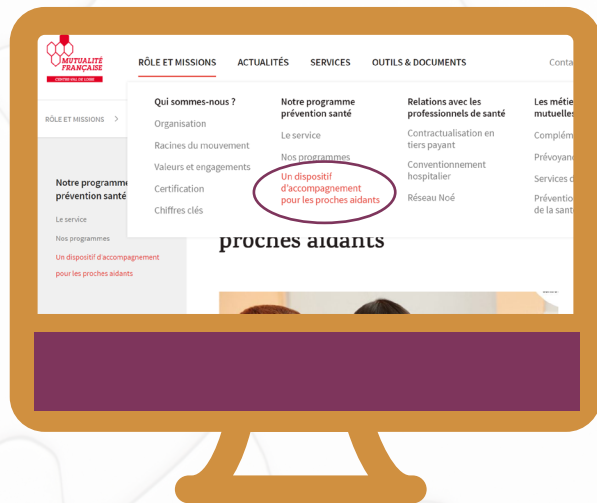 MUTUALITÉ
FRANÇAISE
CENTRE-VAL DE LOIRE
RÔLE ET MISSIONS
ACTUALITÉS
SERVICES
OUTILS & DOCUMENTS
Conta
RÔLE ET MISSIONS >
Qui sommes-nous ?
Organisation
Racines du mouvement
Valeurs et engagements
Certification
Chiffres clés
Notre programme
prévention santé
Le service
Nos programmes
Un dispositif
d'accompagnement
pour les proches aidants
Relations avec les
professionnels de santé
Contractualisation en
tiers payant
Conventionnement
hospitalier
Réseau Noé
Les métie
mutuelle
Complém
Prévoyan
Services d
Préventio
de la sant
Notre programme
prévention santé
Le service
Nos programmes
Un dispositif d'accompagnement
pour les proches aidants
proches aidants